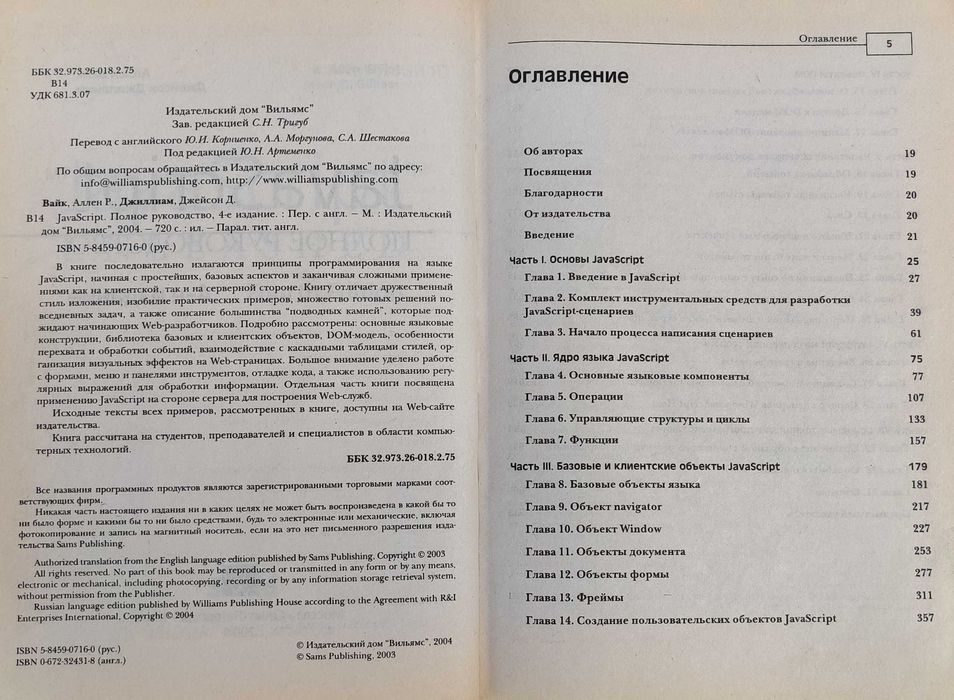 ББК 32.973.26-018.2.75
В14
УДК 681.3.07
Издательский дом "Вильямс"
Зав. редакцией С.Н. Тригуб
Перевод с английского Ю.И. Корниенко, А.А. Моргунова, С.А. Шестакова
Под редакцией Ю.Н. Артеменко
По общим вопросам обращайтесь в Издательский дом "Вильямс" по адресу:
info@williamspublishing.com, http://www.williamspublishing.com
Вайк, Аллен Р., Джиллиам, Джейсон Д.
В14 JavaScript. Полное руководство, 4-е издание. : Пер. с англ. – М. : Издательский
дом "Вильямс", 2004. – 720 с. : ил. – Парал. тит. англ.
ISBN 5-8459-0716-0 (рус.)
В книге последовательно излагаются принципы программирования на языке
JavaScript, начиная с простейших, базовых аспектов и заканчивая сложными примене-
ниями как на клиентской, так и на серверной стороне. Книгу отличает дружественный
стиль изложения, изобилие практических примеров, множество готовых решений по-
вседневных задач, а также описание большинства "подводных камней", которые под-
жидают начинающих Web-разработчиков. Подробно рассмотрены: основные языковые
конструкции, библиотека базовых и клиентских объектов, DOM-модель, особенности
перехвата и обработки событий, взаимодействие с каскадными таблицами стилей, ор-
ганизация визуальных эффектов на Web-страницах. Большое внимание уделено работе
с формами, меню и панелями инструментов, отладке кода, а также использованию регу-
лярных выражений для обработки информации. Отдельная часть книги посвящена
применению JavaScript на стороне сервера для построения Web-служб.
Исходные тексты всех примеров, рассмотренных в книге, доступны на Web-сайте
издательства.
Книга рассчитана на студентов, преподавателей и специалистов в области компью-
терных технологий.
ББК 32.973.26-018.2.75
Все названия программных продуктов являются зарегистрированными торговыми марками соот-
ветствующих фирм.
Никакая часть настоящего издания ни в каких целях не может быть воспроизведена в какой бы то
ни было форме и какими бы то ни было средствами, будь то электронные или механические, включая
фотокопирование и запись на магнитный носитель, если на это нет письменного разрешения изда-
тельства Sams Publishing.
Authorized translation from the English language edition published by Sams Publishing, Copyright © 2003
All rights reserved. No part of this book may be reproduced or transmitted in any form or by any means,
electronic or mechanical, including photocopying, recording or by any information storage retrieval system,
without permission from the Publisher.
Russian language edition published by Williams Publishing House according to the Agreement with R&I
Enterprises International, Copyright © 2004
ISBN 5-8459-0716-0 (рус.)
ISBN 0-672-32431-8 (англ.)
© Издательский дом "Вильямс", 2004
© Sams Publishing, 2003
Оглавление 5
Оглавление
Об авторах 19
Посвящения 19
Благодарности 20
От издательства 20
Введение 21
Часть I. Основы JavaScript 25
Глава 1. Введение в JavaScript 27
Глава 2. Комплект инструментальных средств для разработки
JavaScript-сценариев 39
Глава 3. Начало процесса написания сценариев 61
Часть II. Ядро языка JavaScript 75
Глава 4. Основные языковые компоненты 77
Глава 5. Операции 107
Глава 6. Управляющие структуры и циклы 133
Глава 7. Функции 157
Часть III. Базовые и клиентские объекты JavaScript 179
Глава 8. Базовые объекты языка 181
Глава 9. Объект navigator 217
Глава 10. Объект Window 227
Глава 11. Объекты документа 253
Глава 12. Объекты формы 277
Глава 13. Фреймы 311
Глава 14. Создание пользовательских объектов JavaScript 357